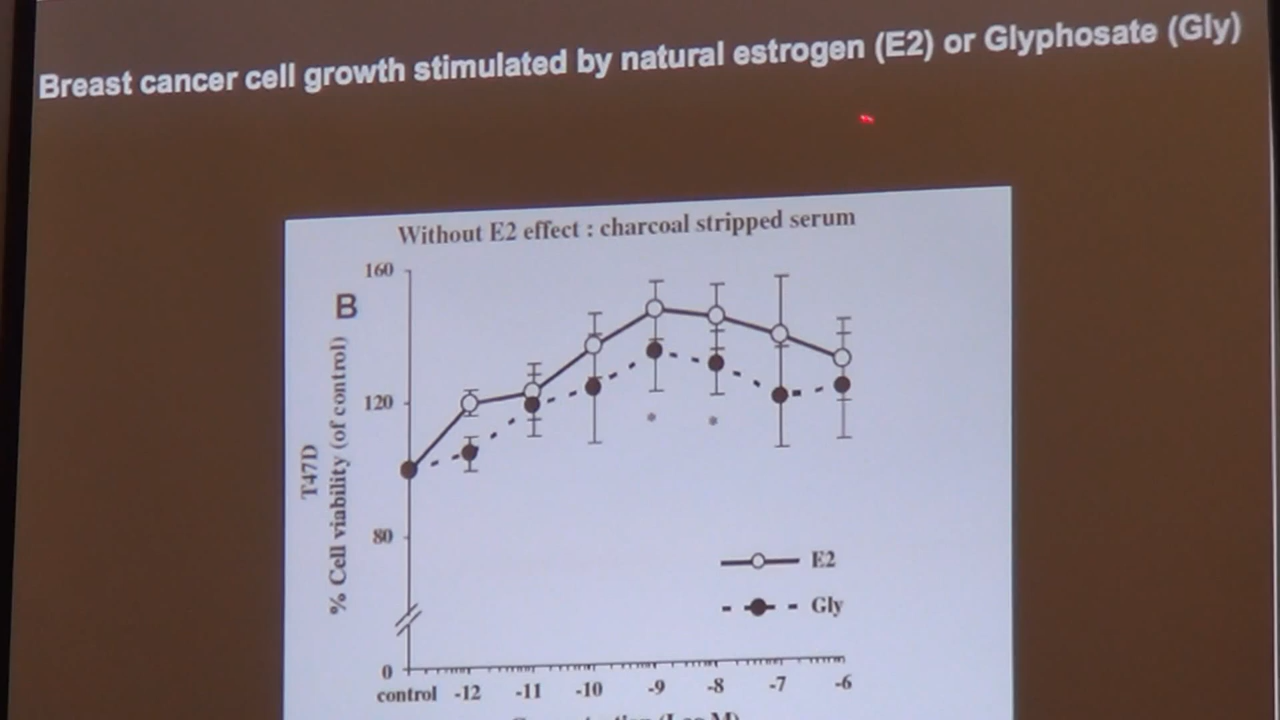 Breast cancer cell growth stimulated by natural estrogen (E2) or Glyphosate (Gly)
Without E2 effect : charcoal stripped serum
160
B
120
T47D
% Cell viability (of control)
80
E2
Gly
0
control -12 -11 -10 -9 -8 -7 -6